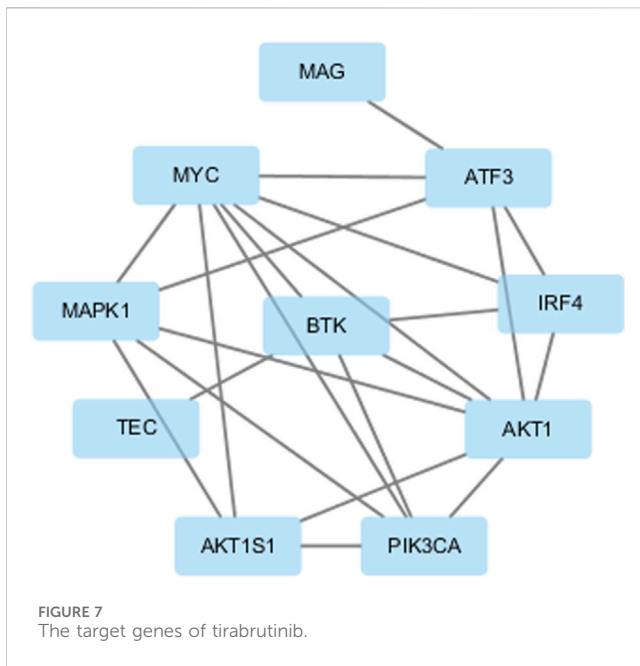 MAG
MYC
ATF3
MAPK1
BTK
IRF4
TEC
AKT1
AKT1S1
PIK3CA
FIGURE 7
The target genes of tirabrutinib.